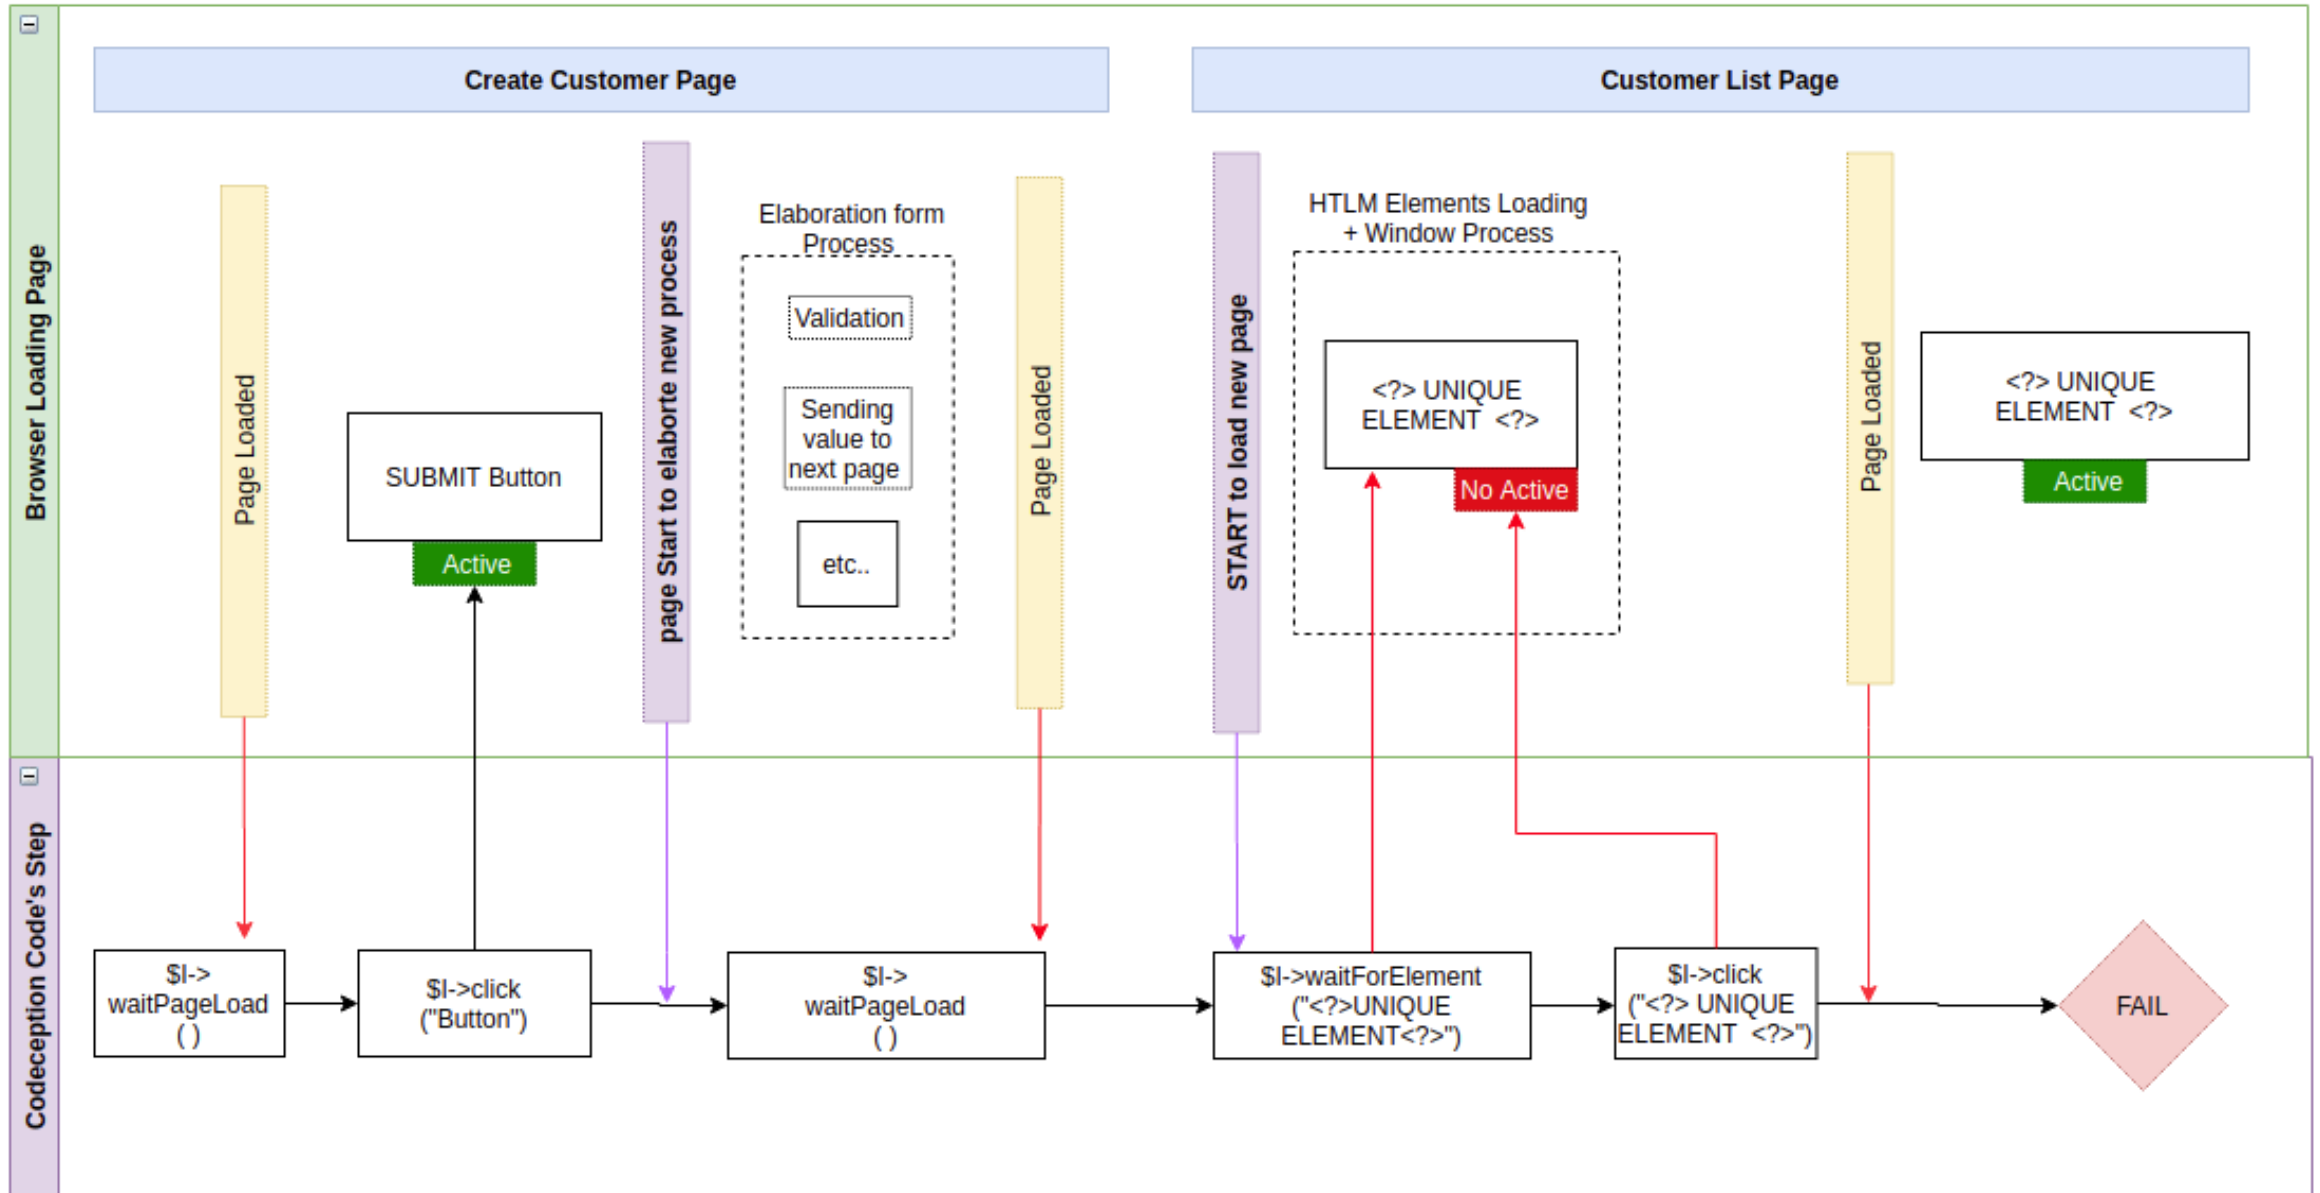 Browser Loading Page
Create Customer Page
Customer List Page
Page Loaded
SUBMIT Button
Active
page Start to elaborte new process
Elaboration form
Process
Validation
Sending
value to
next page
etc..
Page Loaded
START to load new page
HTLM Elements Loading
+ Window Process
<?> UNIQUE
ELEMENT <?>
No Active
Page Loaded
<?> UNIQUE
ELEMENT <?>
Active
Codeception Code's Step
$I->
waitPageLoad
( )
$I->click
("Button")
$I->
waitPageLoad
( )
$I->waitForElement
("<?>UNIQUE
ELEMENT<?>")
$I->click
("<?> UNIQUE
ELEMENT <?>")
FAIL